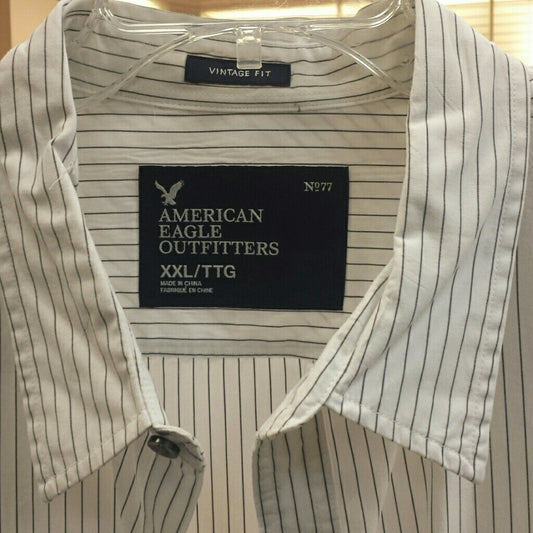 VINTAGE FIT
Nº77
AMERICAN
EAGLE
OUTFITTERS
XXL/TTG
MADE IN CHINA
FABRIQUÉ EN CHINE